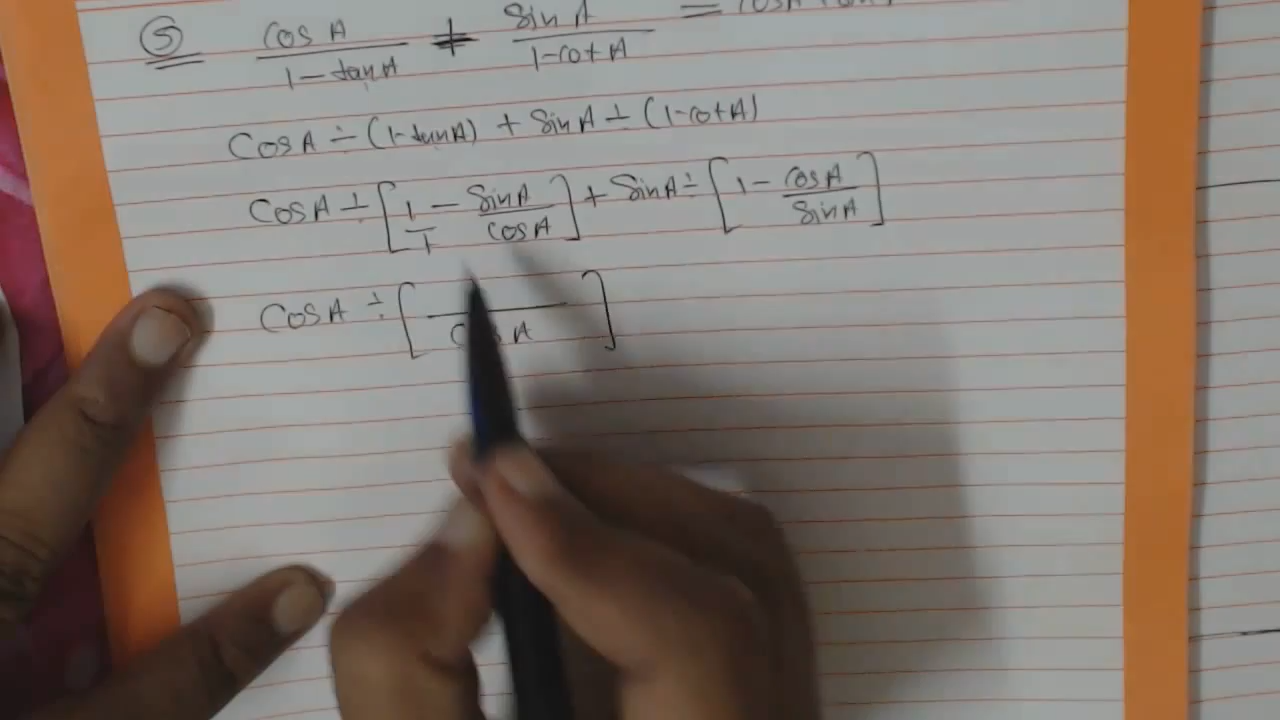 5 cos A / 1 - tan A + sin A / 1 - cot A =
Cos A ÷ (1 - tan A) + sin A ÷ (1 - cot A)
Cos A ÷ [1/1 - sin A / cos A] + sin A ÷ [1 - cos A / sin A]
Cos A ÷ [ / cos A ]